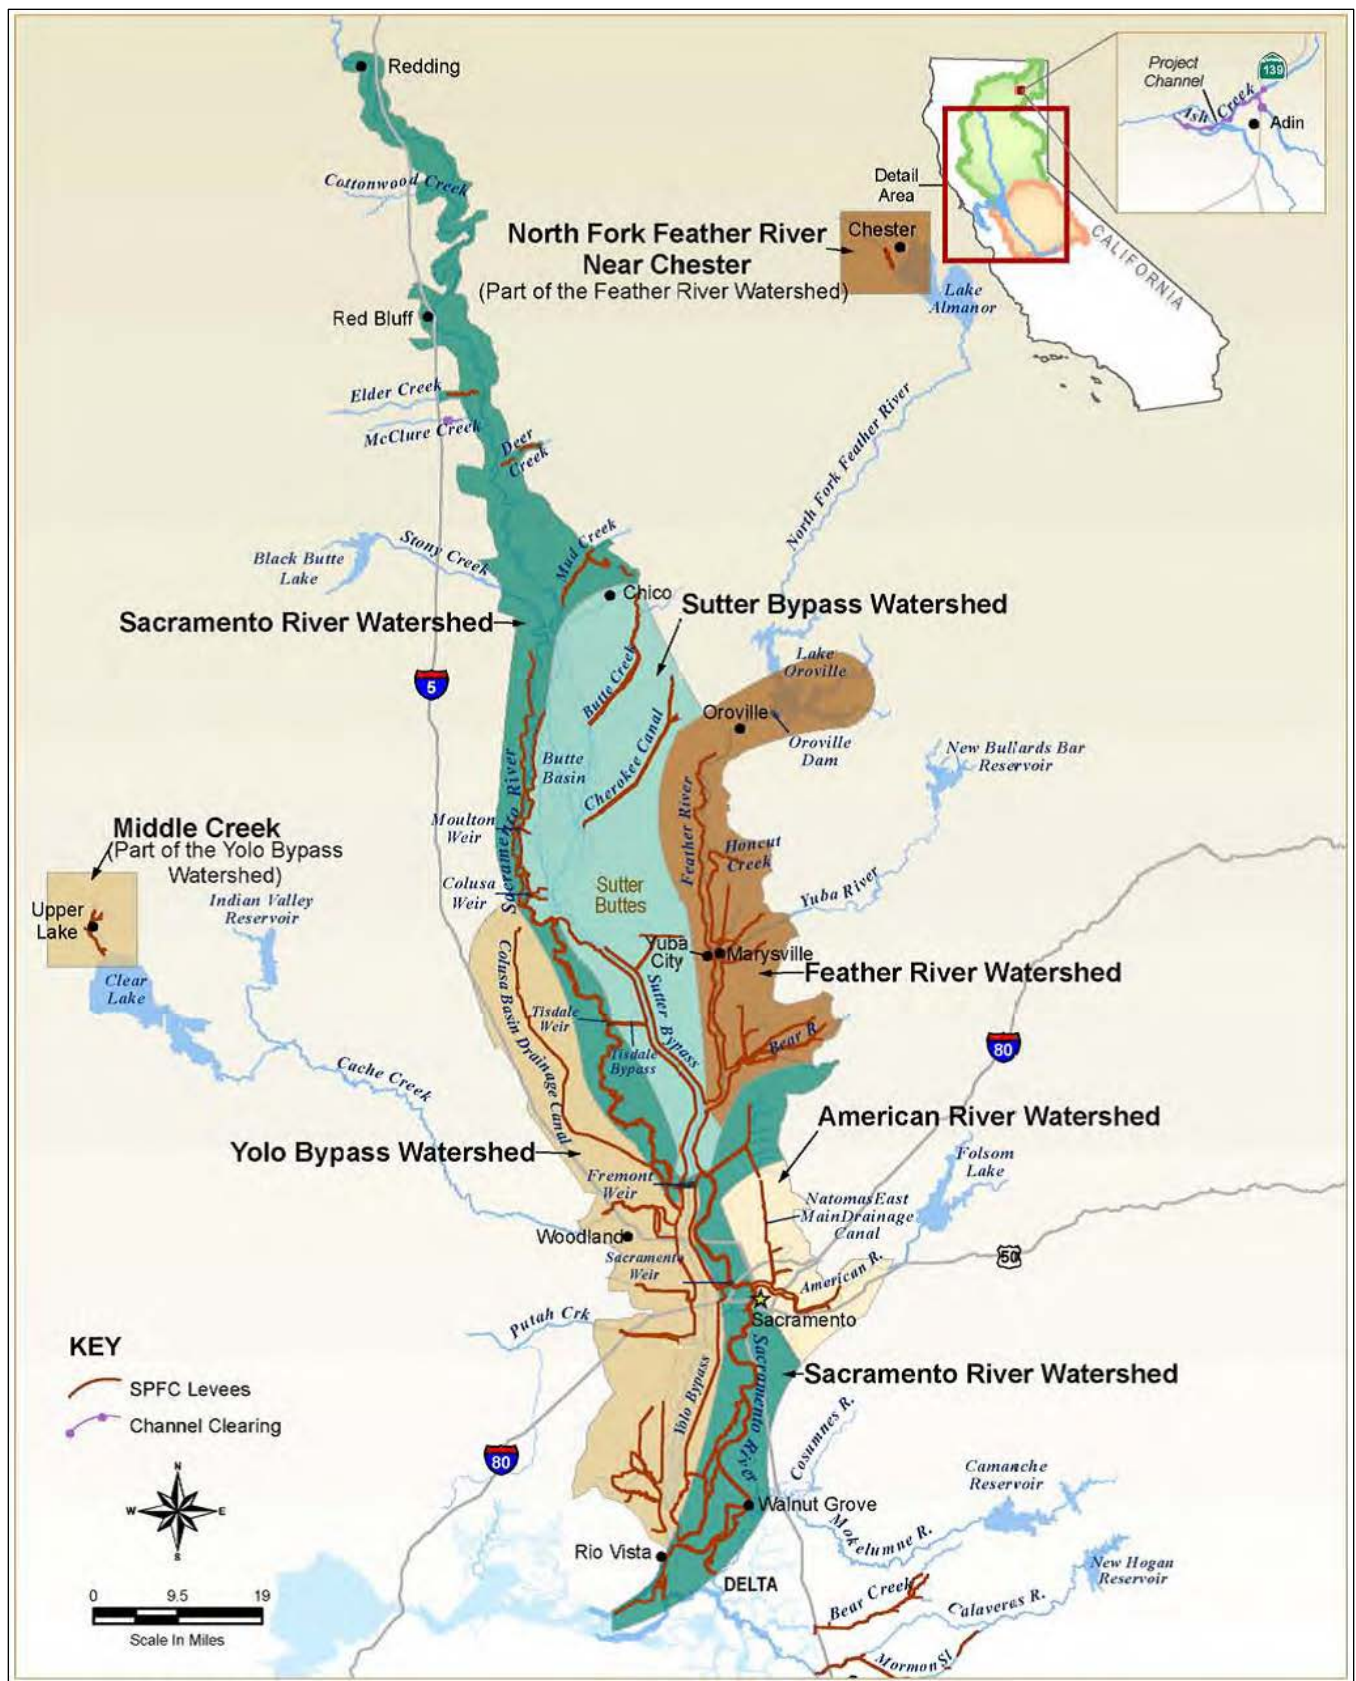 Redding
139
Project
Channel
Ash Creek
Adin
Cottonwood Creek
Detail
Area
CALIFORNIA
North Fork Feather River
Near Chester
(Part of the Feather River Watershed)
Chester
Lake
Almanor
Red Bluff
Elder Creek
McClure Creek
Deer
Creek
North Fork Feather River
Mud Creek
Stony Creek
Black Butte
Lake
Chico
Sutter Bypass Watershed
Sacramento River Watershed
Lake
Oroville
5
Butte Creek
Oroville
Cherokee Canal
Oroville
Dam
New Bullards Bar
Reservoir
Butte
Basin
Sacramento River
Feather River
Moulton
Weir
Middle Creek
(Part of the Yolo Bypass
Watershed)
Honcut
Creek
Colusa
Weir
Sutter
Buttes
Yuba River
Indian Valley
Reservoir
Upper
Lake
Yuba
City
Marysville
Feather River Watershed
Clear
Lake
Colusa Basin Drainage Canal
Sutter Bypass
Tisdale
Weir
Tisdale
Bypass
Bear R.
80
Cache Creek
American River Watershed
Yolo Bypass Watershed
Folsom
Lake
Fremont
Weir
Natomas East
Main Drainage
Canal
Woodland
Sacramento
Weir
American R.
50
Putah Crk
Sacramento
KEY
SPFC Levees
Channel Clearing
Yolo Bypass
Sacramento River
Sacramento River Watershed
Cosumnes R.
80
Camanche
Reservoir
N
W
E
S
Walnut Grove
Mokelumne R.
Rio Vista
DELTA
New Hogan
Reservoir
Bear Creek
Calaveras R.
0 9.5 19
Scale In Miles
Mormon Sl